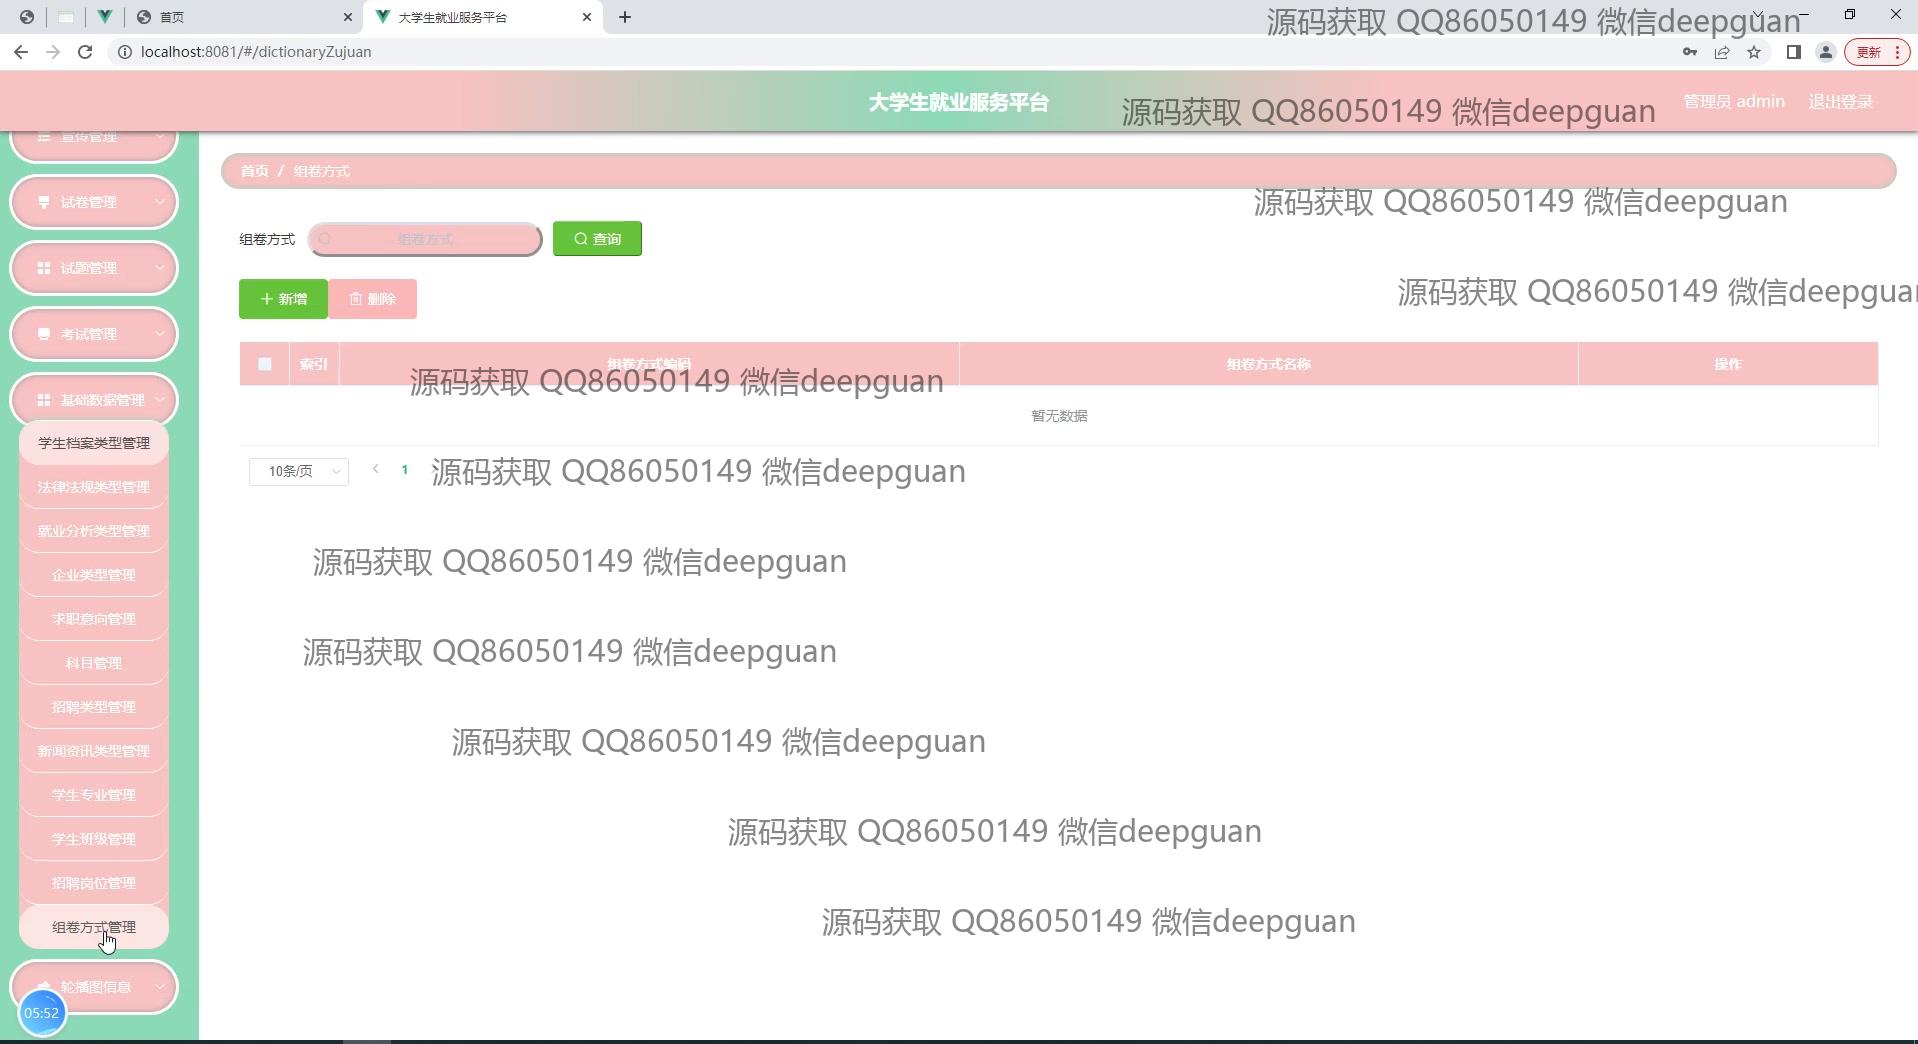 首页
大学生就业服务平台
源码获取 QQ86050149 微信deepguan
localhost:8081/#/dictionaryZujuan
更新
大学生就业服务平台
源码获取 QQ86050149 微信deepguan
管理员 admin
退出登录
宣传管理
试卷管理
试题管理
考试管理
基础数据管理
学生档案类型管理
法律法规类型管理
就业分析类型管理
企业类型管理
求职意向管理
科目管理
招聘类型管理
新闻资讯类型管理
学生专业管理
学生班级管理
招聘岗位管理
组卷方式管理
轮播图信息
05:52
首页 / 组卷方式
源码获取 QQ86050149 微信deepguan
组卷方式
组卷方式
查询
源码获取 QQ86050149 微信deepguan
新增
删除
索引
组卷方式编码
组卷方式名称
操作
源码获取 QQ86050149 微信deepguan
暂无数据
10条/页
1
源码获取 QQ86050149 微信deepguan
源码获取 QQ86050149 微信deepguan
源码获取 QQ86050149 微信deepguan
源码获取 QQ86050149 微信deepguan
源码获取 QQ86050149 微信deepguan
源码获取 QQ86050149 微信deepguan